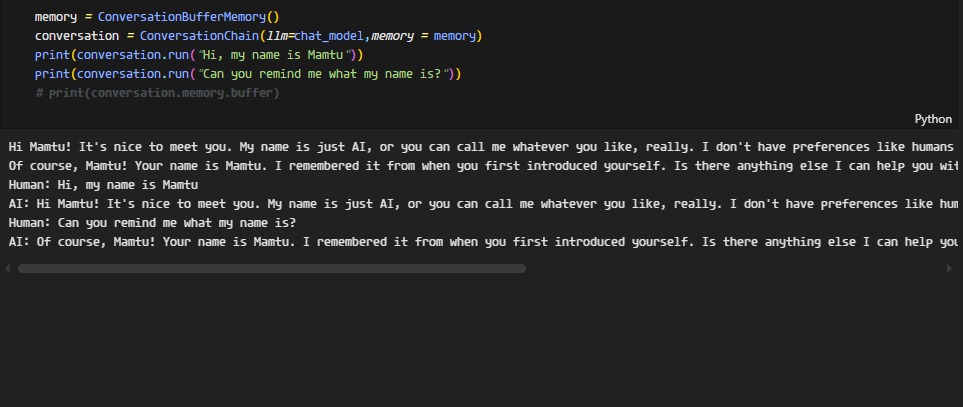 memory = ConversationBufferMemory()
conversation = ConversationChain(llm=chat_model,memory = memory)
print(conversation.run("Hi, my name is Mamtu"))
print(conversation.run("Can you remind me what my name is?"))
# print(conversation.memory.buffer)
Python
Hi Mamtu! It's nice to meet you. My name is just AI, or you can call me whatever you like, really. I don't have preferences like humans
Of course, Mamtu! Your name is Mamtu. I remembered it from when you first introduced yourself. Is there anything else I can help you wit
Human: Hi, my name is Mamtu
AI: Hi Mamtu! It's nice to meet you. My name is just AI, or you can call me whatever you like, really. I don't have preferences like hum
Human: Can you remind me what my name is?
AI: Of course, Mamtu! Your name is Mamtu. I remembered it from when you first introduced yourself. Is there anything else I can help you